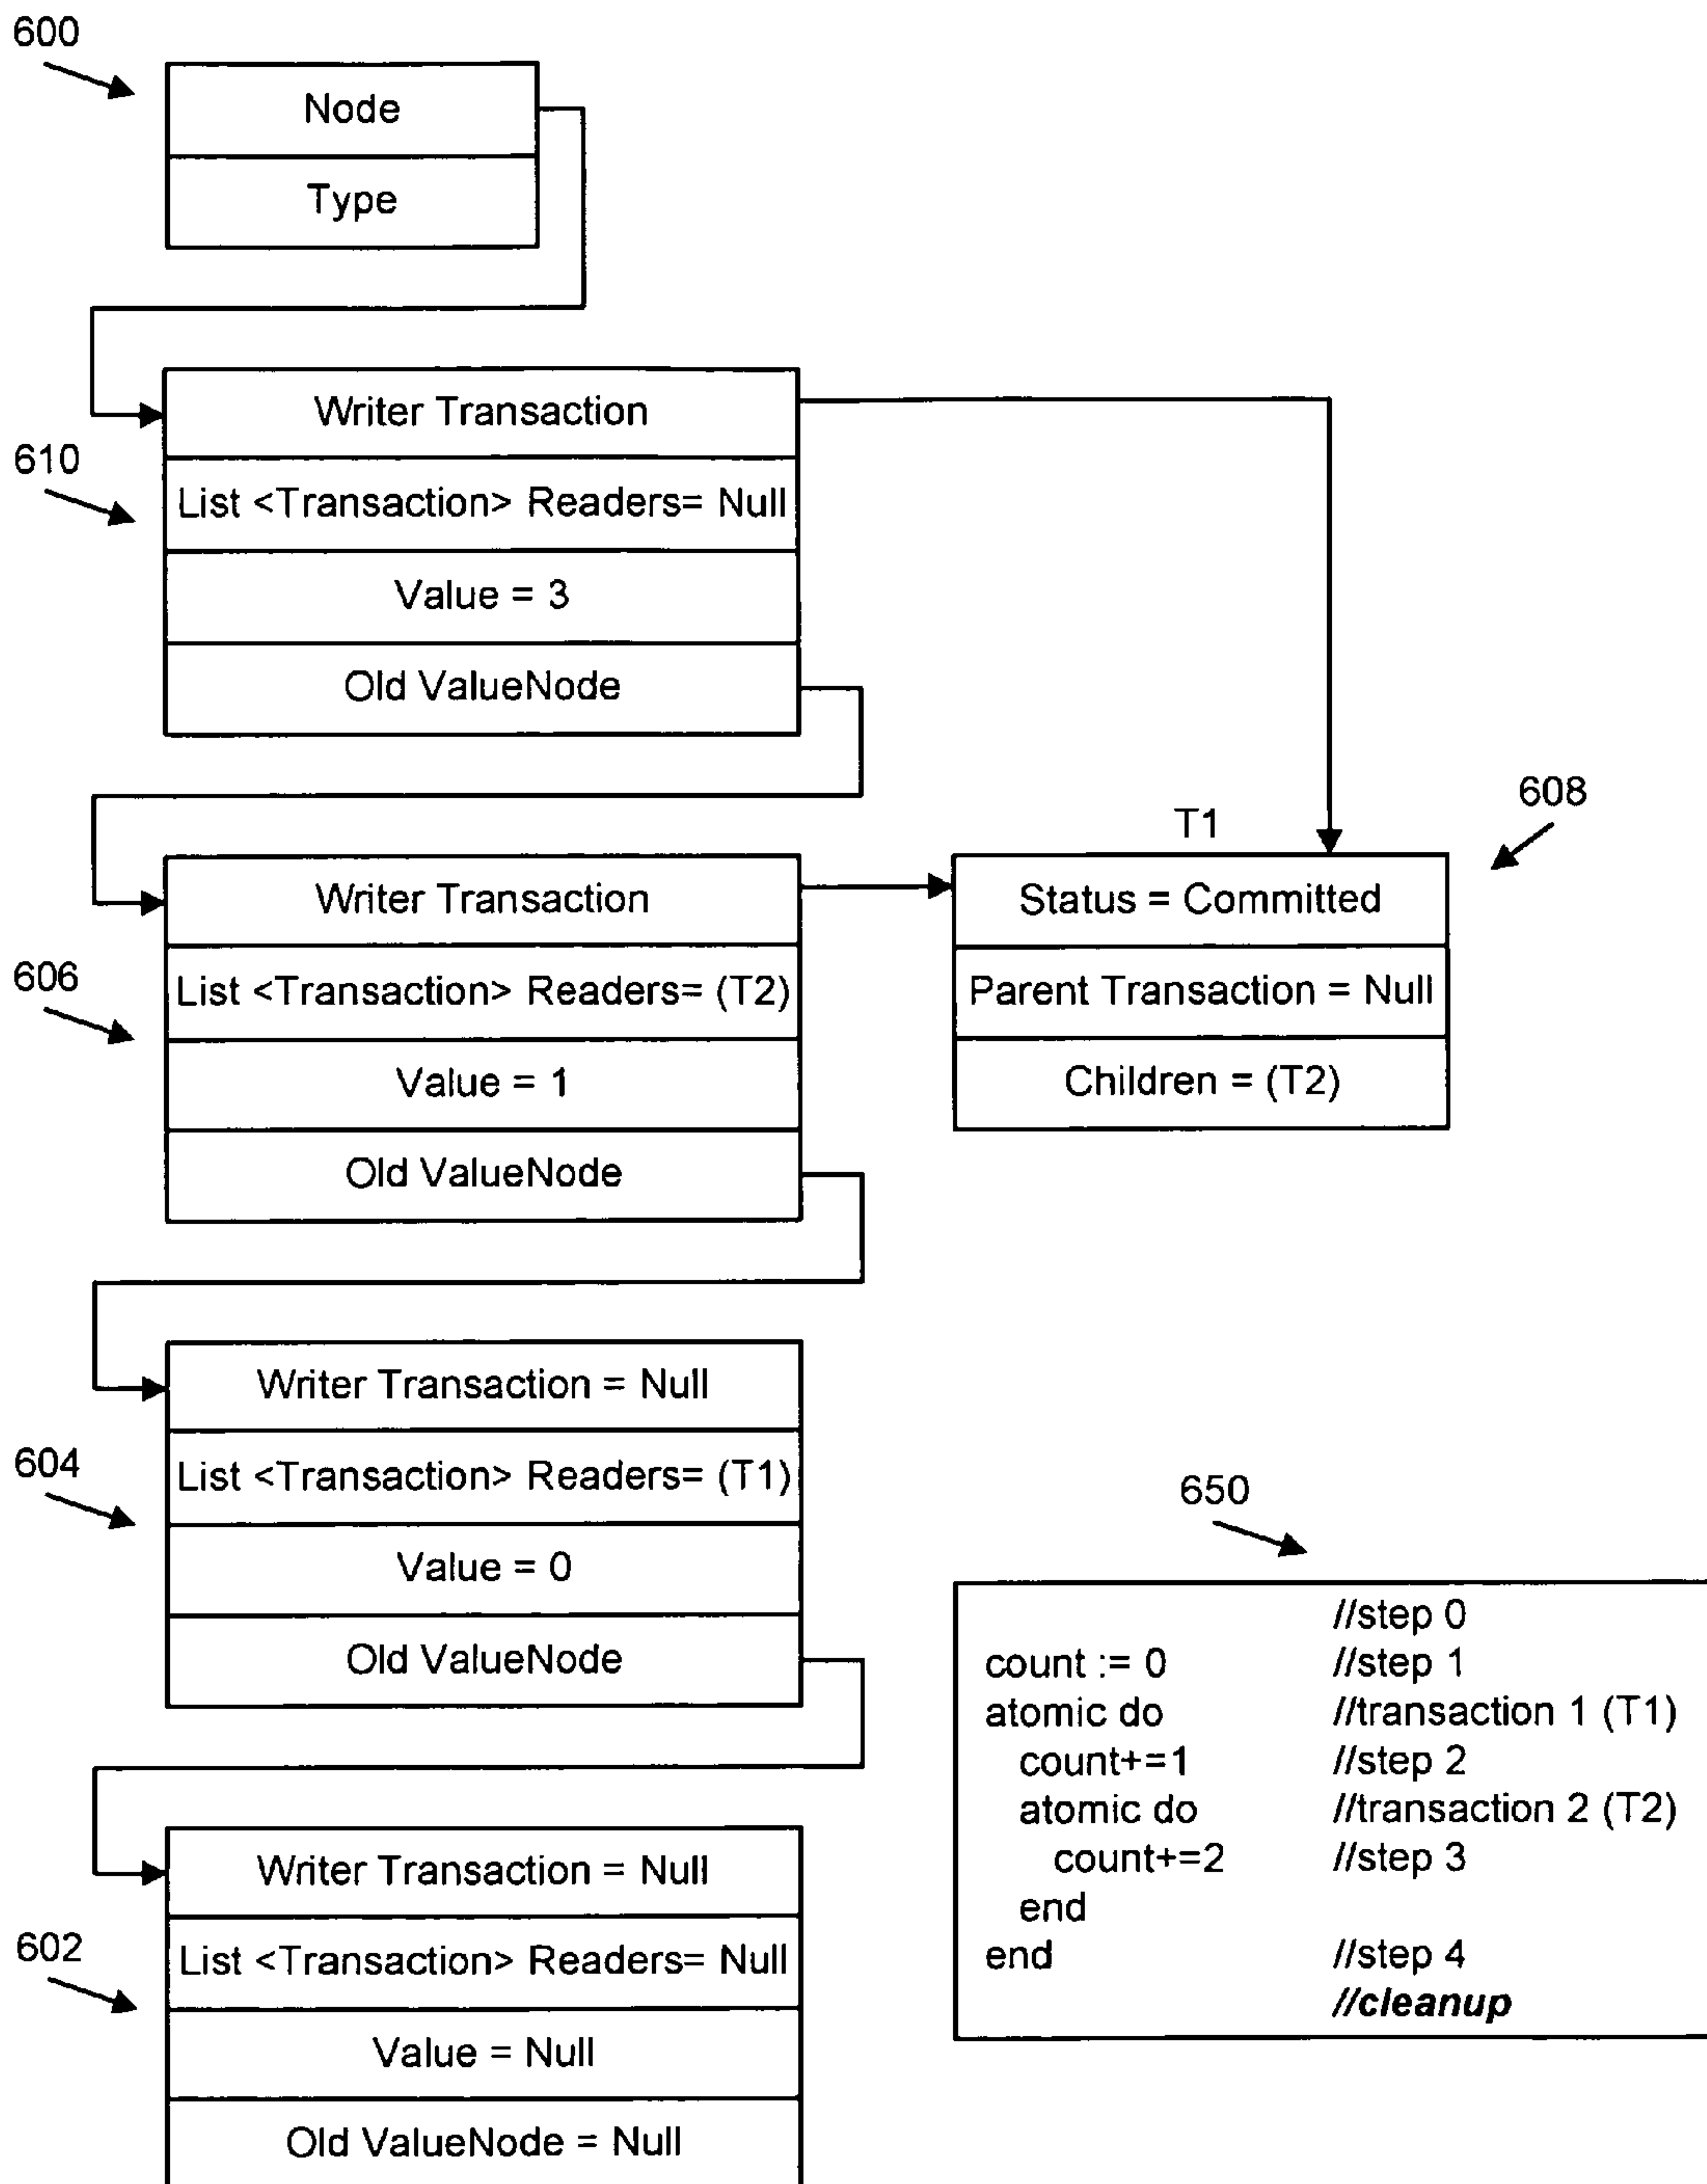 600
Node
Type
610
Writer Transaction
List <Transaction> Readers= Null
Value = 3
Old ValueNode
606
Writer Transaction
List <Transaction> Readers= (T2)
Value = 1
Old ValueNode
T1
608
Status = Committed
Parent Transaction = Null
Children = (T2)
604
Writer Transaction = Null
List <Transaction> Readers= (T1)
Value = 0
Old ValueNode
602
Writer Transaction = Null
List <Transaction> Readers= Null
Value = Null
Old ValueNode = Null
650
//step 0
count := 0 //step 1
atomic do //transaction 1 (T1)
count+=1 //step 2
atomic do //transaction 2 (T2)
count+=2 //step 3
end
end //step 4
//cleanup